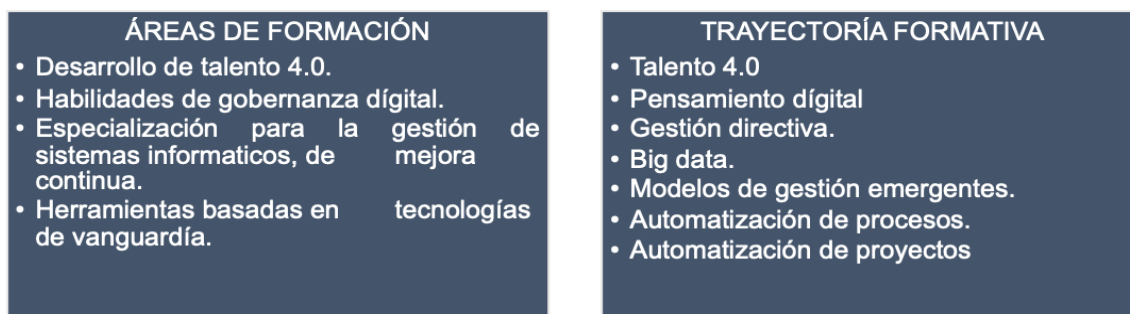 ÁREAS DE FORMACIÓN
• Desarrollo de talento 4.0.
• Habilidades de gobernanza dígital.
• Especialización para la gestión de
sistemas informaticos, de mejora
continua.
• Herramientas basadas en tecnologías
de vanguardía.
TRAYECTORÍA FORMATIVA
• Talento 4.0
• Pensamiento dígital
• Gestión directiva.
• Big data.
• Modelos de gestión emergentes.
• Automatización de procesos.
• Automatización de proyectos